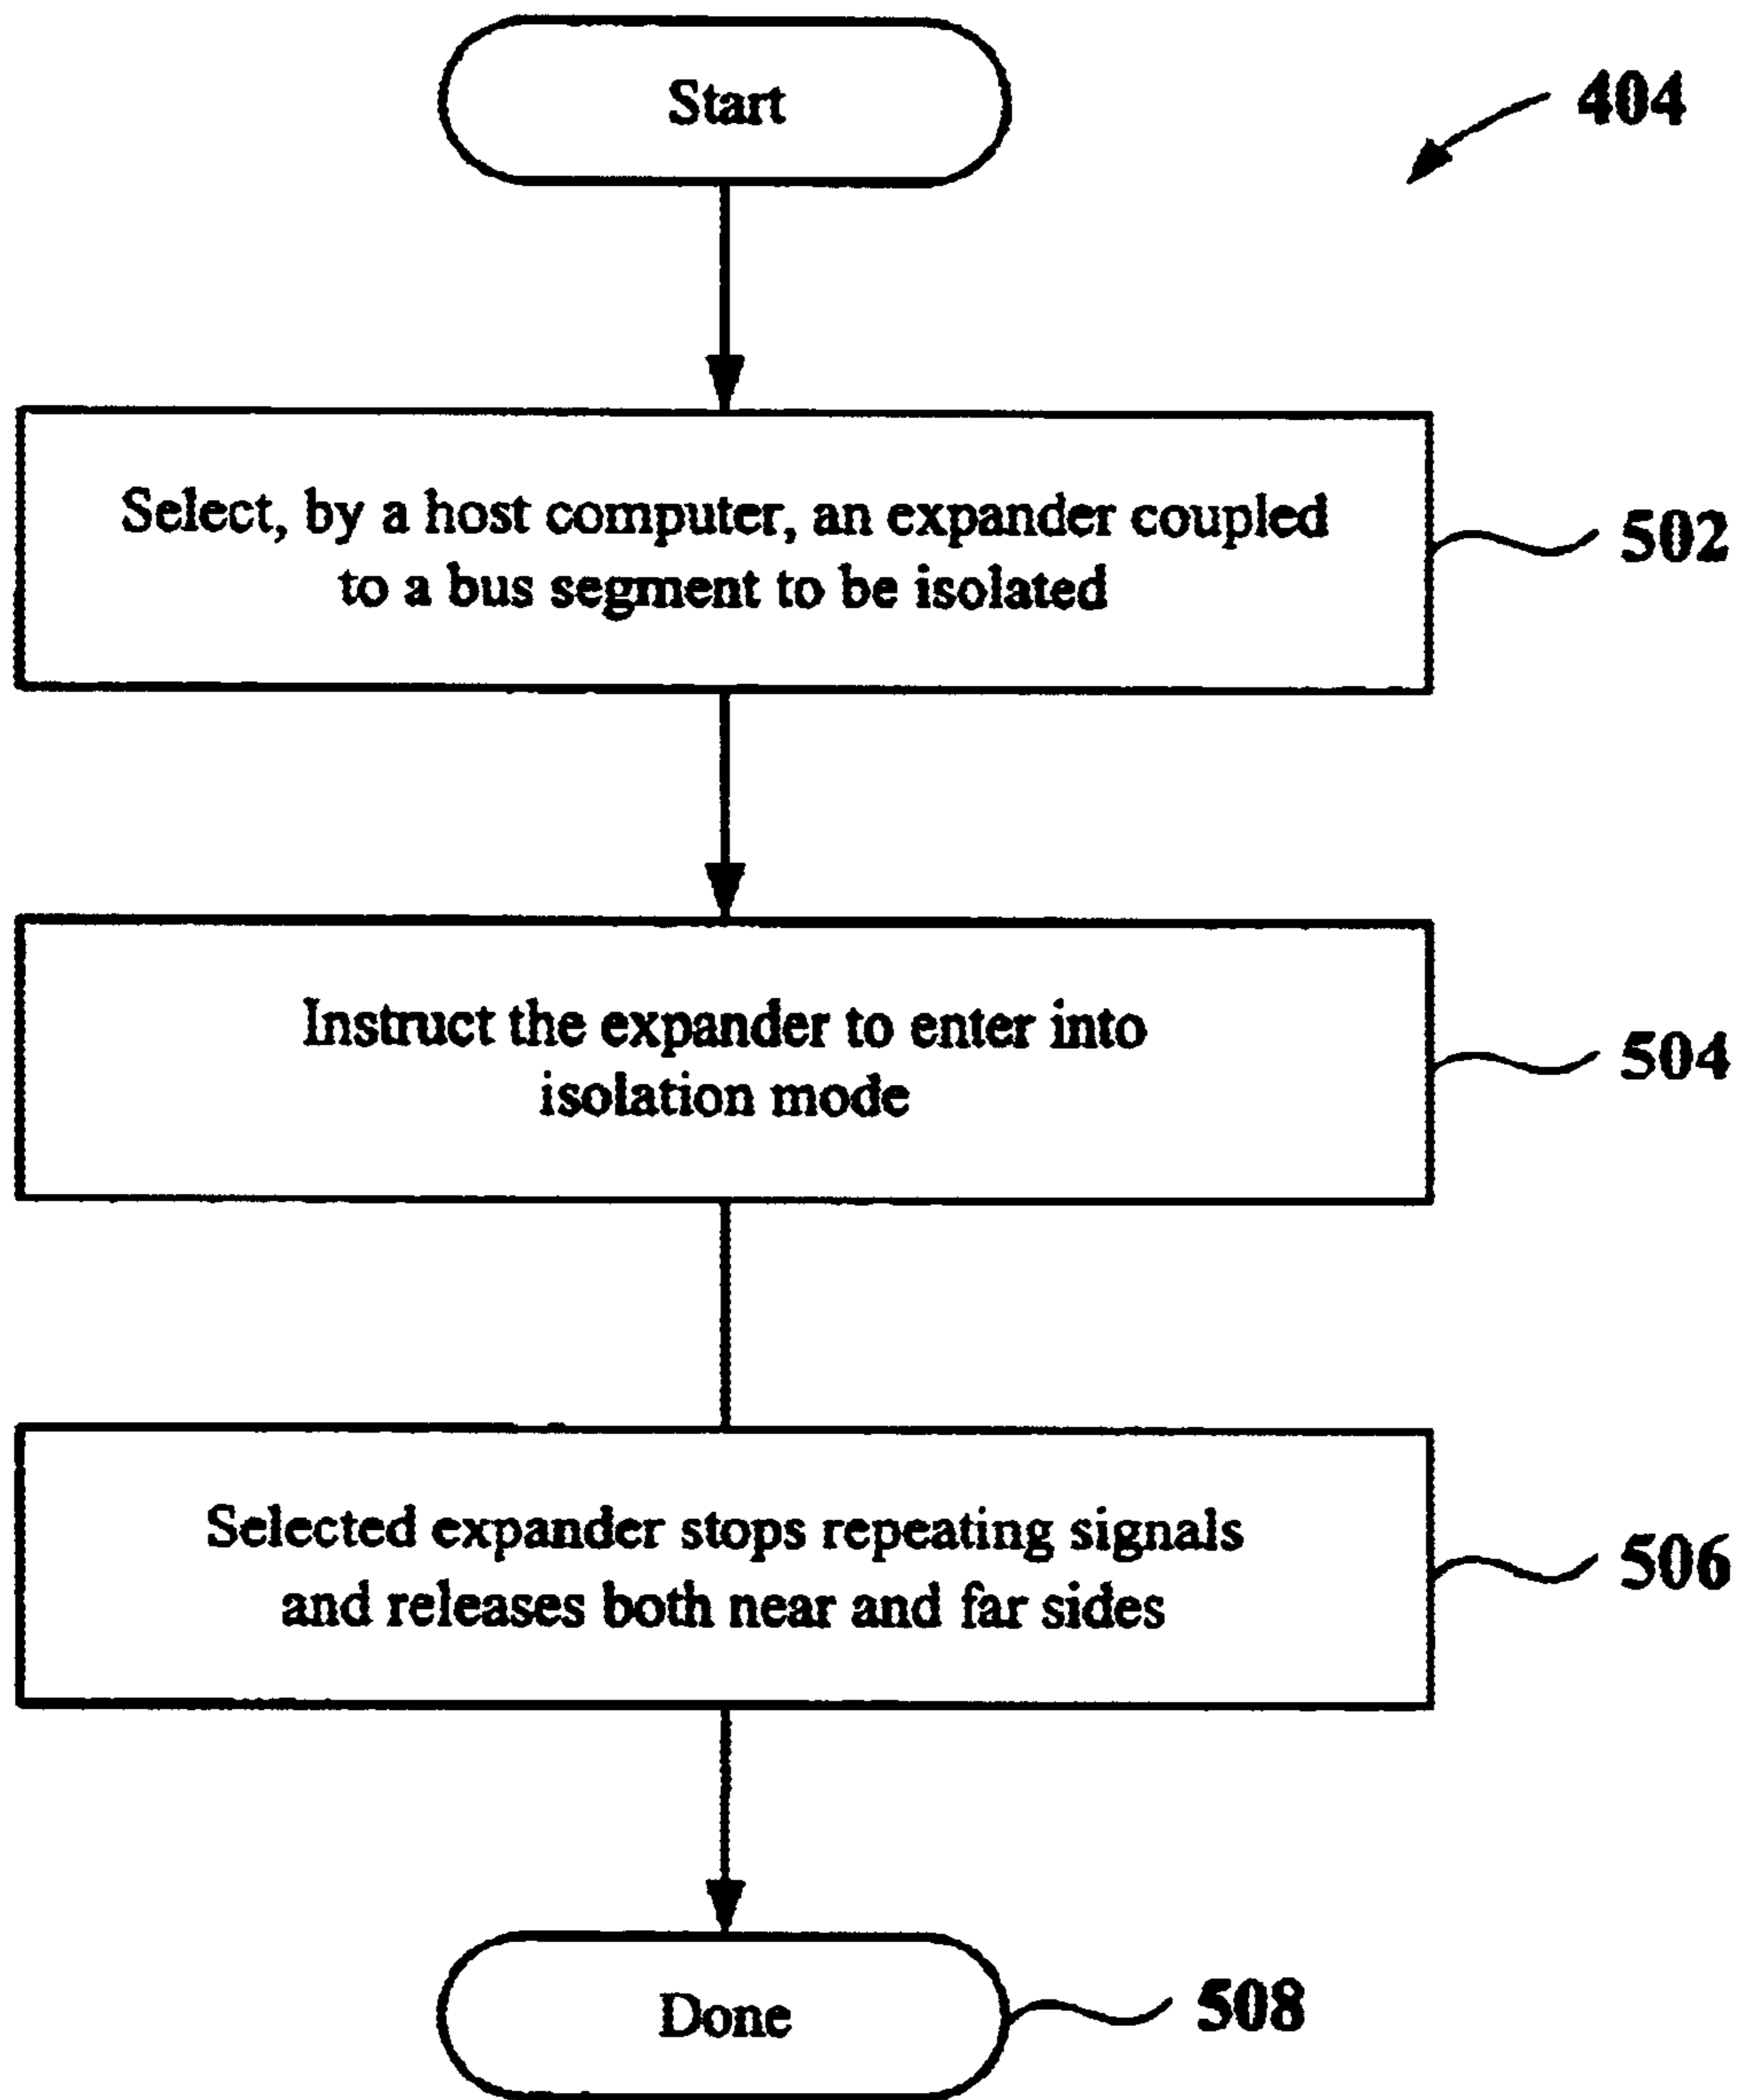 Start
404
Select, by a host computer, an expander coupled
to a bus segment to be isolated
502
Instruct the expander to enter into
isolation mode
504
Selected expander stops repeating signals
and releases both near and far sides
506
Done
508